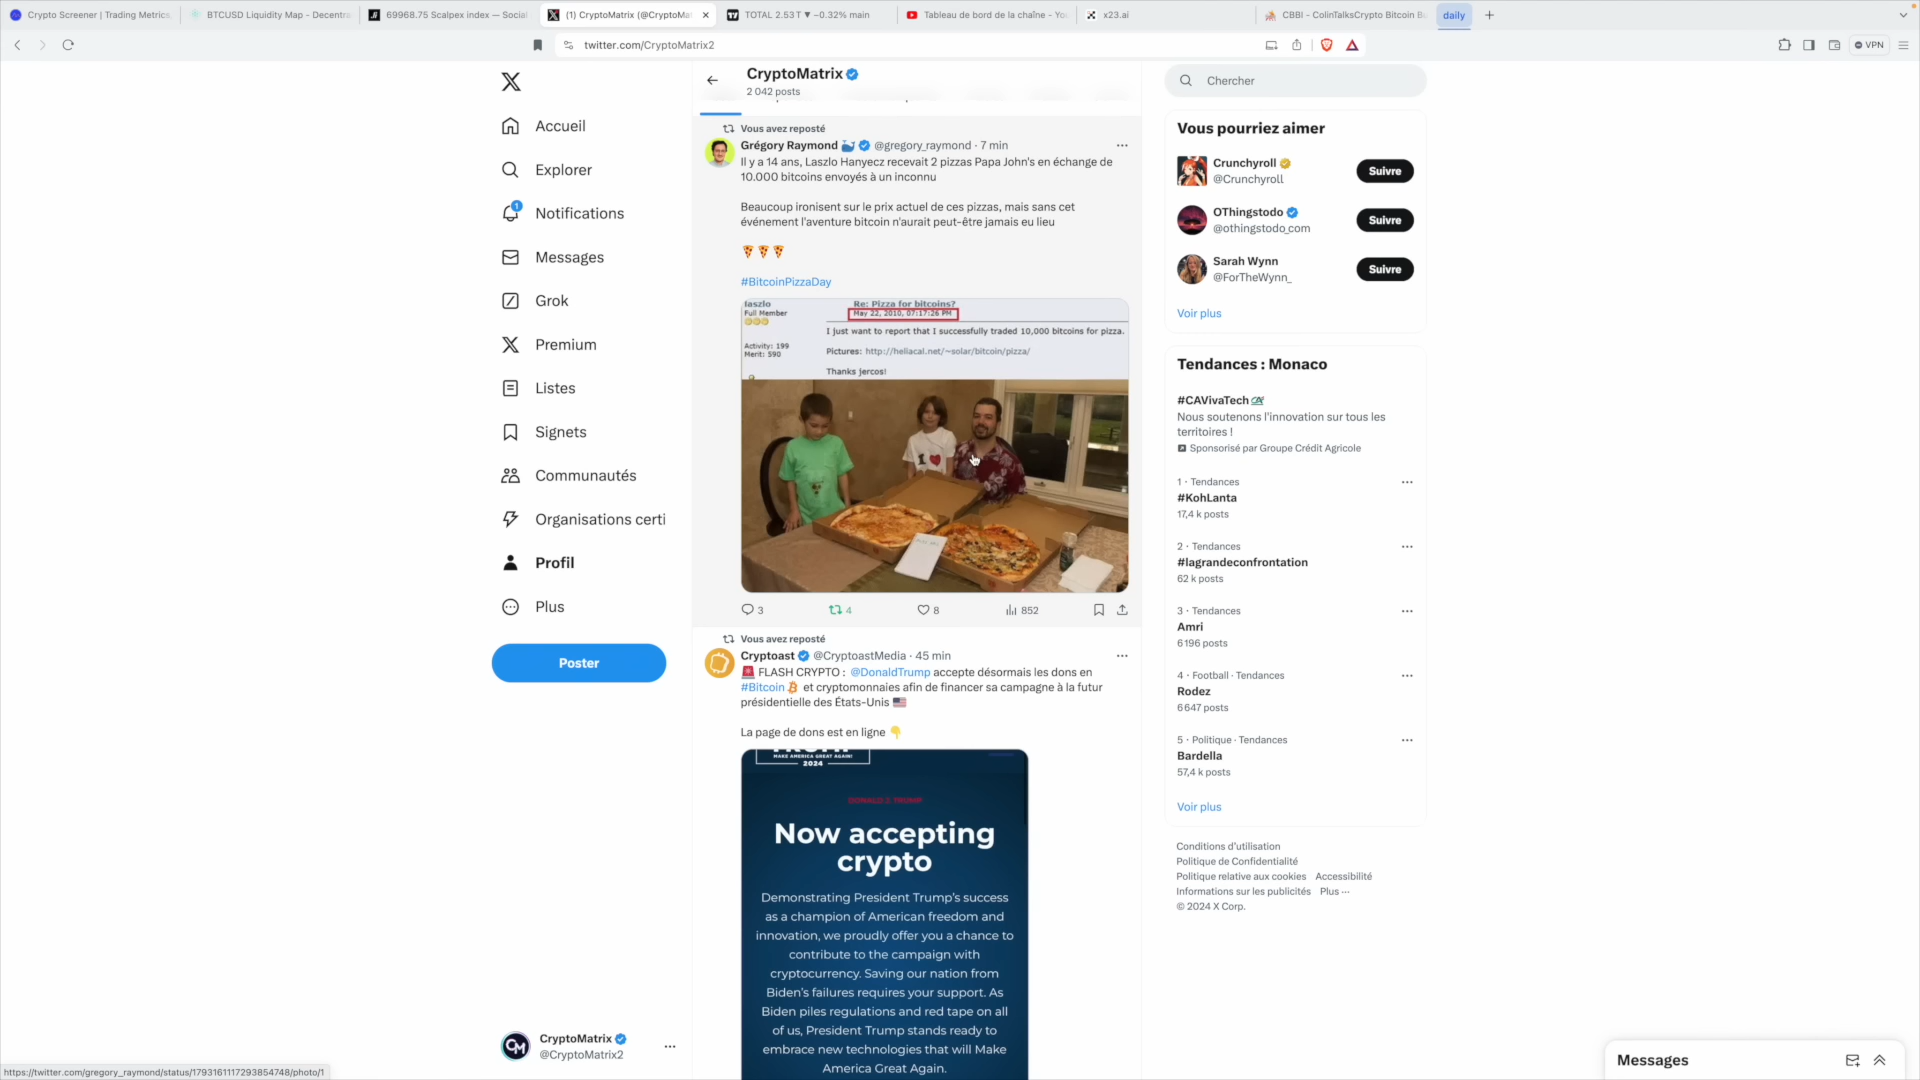 Crypto Screener | Trading Metrics,
BTCUSD Liquidity Map - Decentra
69968.75 Scalpex index — Social
(1) CryptoMatrix (@CryptoMat
TOTAL 2.53 T ▼ −0.32% main
Tableau de bord de la chaîne - Yo
x23.ai
CBBI - ColinTalksCrypto Bitcoin B
daily
twitter.com/CryptoMatrix2
VPN
Accueil
Explorer
1
Notifications
Messages
Grok
Premium
Listes
Signets
Communautés
Organisations certi
Profil
Plus
Poster
CryptoMatrix
@CryptoMatrix2
https://twitter.com/gregory_raymond/status/1793161117293854748/photo/1
CryptoMatrix
2 042 posts
Vous avez reposté
Grégory Raymond 🐳 @gregory_raymond · 7 min
Il y a 14 ans, Laszlo Hanyecz recevait 2 pizzas Papa John's en échange de
10.000 bitcoins envoyés à un inconnu
Beaucoup ironisent sur le prix actuel de ces pizzas, mais sans cet
événement l'aventure bitcoin n'aurait peut-être jamais eu lieu
🍕🍕🍕
#BitcoinPizzaDay
laszlo
Full Member
Activity: 199
Merit: 590
Re: Pizza for bitcoins?
May 22, 2010, 07:17:26 PM
I just want to report that I successfully traded 10,000 bitcoins for pizza.
Pictures: http://heliacal.net/~solar/bitcoin/pizza/
Thanks jercos!
I ❤
3 4 8 852
Vous avez reposté
Cryptoast @CryptoastMedia · 45 min
🚨 FLASH CRYPTO : @DonaldTrump accepte désormais les dons en
#Bitcoin et cryptomonnaies afin de financer sa campagne à la futur
présidentielle des États-Unis 🇺🇸
La page de dons est en ligne 👇
TRUMP
MAKE AMERICA GREAT AGAIN!
2024
DONALD J. TRUMP
Now accepting
crypto
Demonstrating President Trump's success
as a champion of American freedom and
innovation, we proudly offer you a chance to
contribute to the campaign with
cryptocurrency. Saving our nation from
Biden's failures requires your support. As
Biden piles regulations and red tape on all
of us, President Trump stands ready to
embrace new technologies that will Make
America Great Again.
Chercher
Vous pourriez aimer
Crunchyroll
@Crunchyroll
Suivre
OThingstodo
@othingstodo_com
Suivre
Sarah Wynn
@ForTheWynn_
Suivre
Voir plus
Tendances : Monaco
#CAVivaTech
Nous soutenons l'innovation sur tous les
territoires !
Sponsorisé par Groupe Crédit Agricole
1 · Tendances
#KohLanta
17,4 k posts
2 · Tendances
#lagrandeconfrontation
62 k posts
3 · Tendances
Amri
6 196 posts
4 · Football · Tendances
Rodez
6 647 posts
5 · Politique · Tendances
Bardella
57,4 k posts
Voir plus
Conditions d'utilisation
Politique de Confidentialité
Politique relative aux cookies Accessibilité
Informations sur les publicités Plus ···
© 2024 X Corp.
Messages